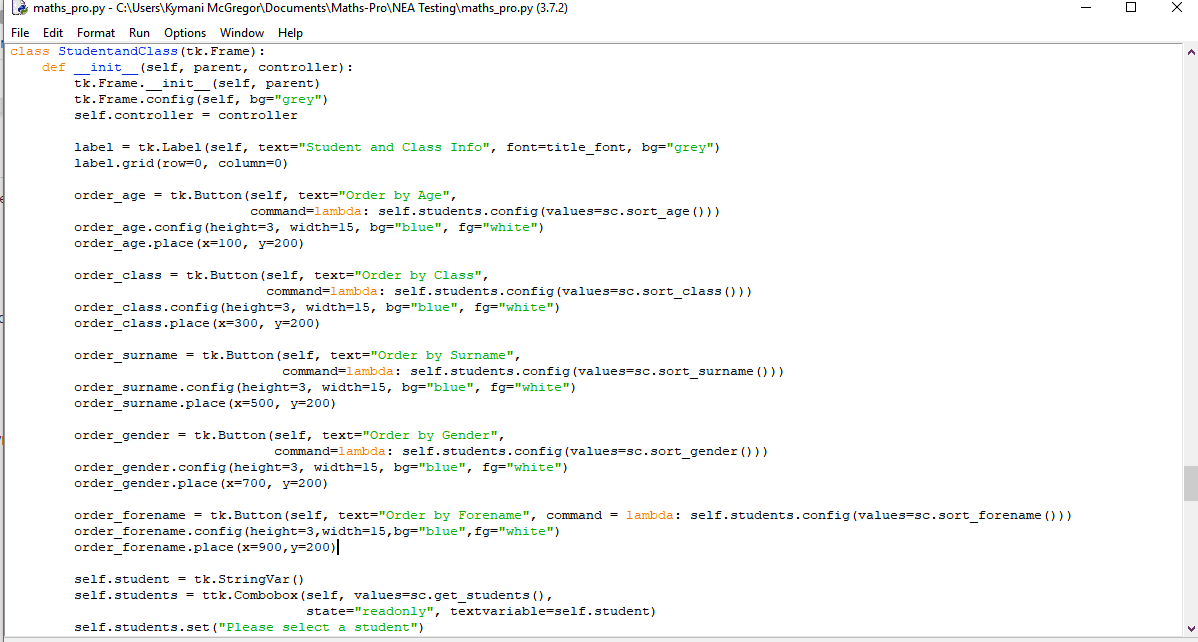 maths_pro.py - C:\Users\Kymani McGregor\Documents\Maths-Pro\NEA Testing\maths_pro.py (3.7.2)
File Edit Format Run Options Window Help
class StudentandClass(tk.Frame):
    def __init__(self, parent, controller):
        tk.Frame.__init__(self, parent)
        tk.Frame.config(self, bg="grey")
        self.controller = controller

        label = tk.Label(self, text="Student and Class Info", font=title_font, bg="grey")
        label.grid(row=0, column=0)

        order_age = tk.Button(self, text="Order by Age",
                              command=lambda: self.students.config(values=sc.sort_age()))
        order_age.config(height=3, width=15, bg="blue", fg="white")
        order_age.place(x=100, y=200)

        order_class = tk.Button(self, text="Order by Class",
                                command=lambda: self.students.config(values=sc.sort_class()))
        order_class.config(height=3, width=15, bg="blue", fg="white")
        order_class.place(x=300, y=200)

        order_surname = tk.Button(self, text="Order by Surname",
                                  command=lambda: self.students.config(values=sc.sort_surname()))
        order_surname.config(height=3, width=15, bg="blue", fg="white")
        order_surname.place(x=500, y=200)

        order_gender = tk.Button(self, text="Order by Gender",
                                 command=lambda: self.students.config(values=sc.sort_gender()))
        order_gender.config(height=3, width=15, bg="blue", fg="white")
        order_gender.place(x=700, y=200)

        order_forename = tk.Button(self, text="Order by Forename", command = lambda: self.students.config(values=sc.sort_forename()))
        order_forename.config(height=3,width=15,bg="blue",fg="white")
        order_forename.place(x=900,y=200)

        self.student = tk.StringVar()
        self.students = ttk.Combobox(self, values=sc.get_students(),
                                     state="readonly", textvariable=self.student)
        self.students.set("Please select a student")